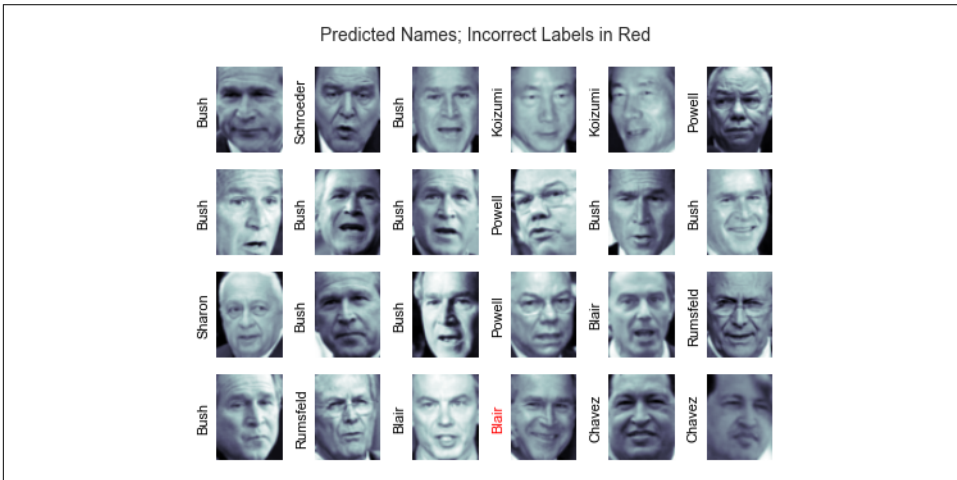 Predicted Names; Incorrect Labels in Red
Bush
Schroeder
Bush
Koizumi
Koizumi
Powell
Bush
Bush
Bush
Powell
Bush
Bush
Sharon
Bush
Bush
Powell
Blair
Rumsfeld
Bush
Rumsfeld
Blair
Blair
Chavez
Chavez